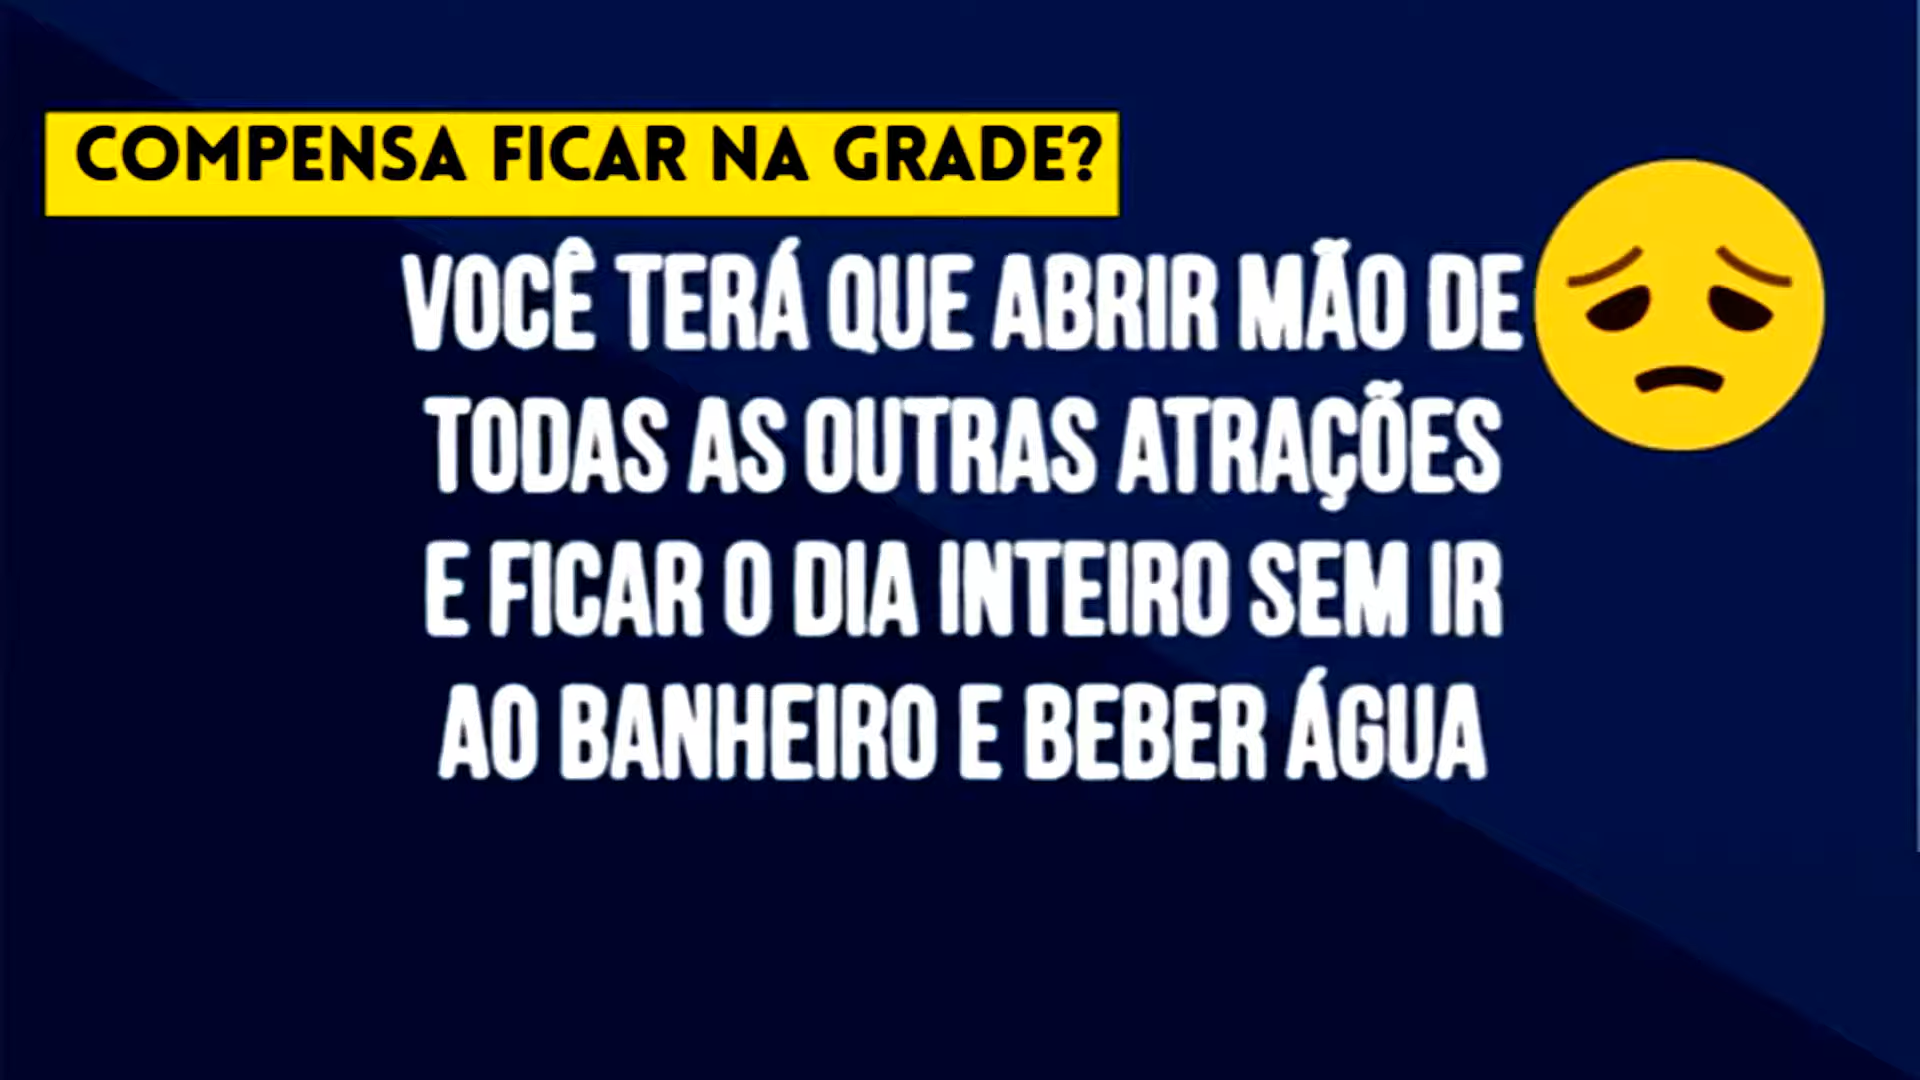 COMPENSA FICAR NA GRADE?
VOCÊ TERÁ QUE ABRIR MÃO DE
TODAS AS OUTRAS ATRAÇÕES
E FICAR O DIA INTEIRO SEM IR
AO BANHEIRO E BEBER ÁGUA